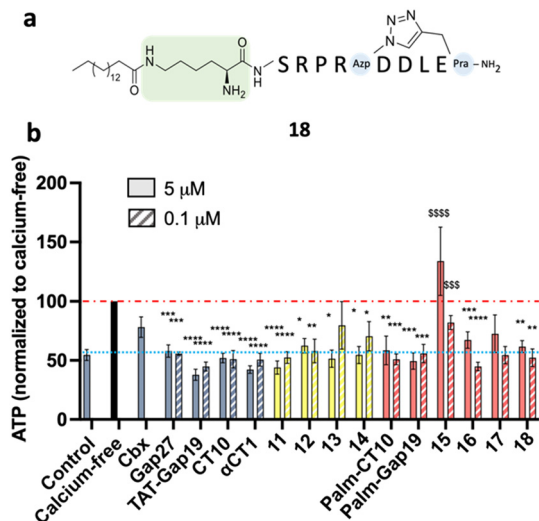 a
12
O
H
N
O
N
H
NH₂
S R P R Azp D D L E Pra —NH₂
N=N
N
18
b
ATP (normalized to calcium-free)
200
150
100
50
0
5 μM
0.1 μM
*** *** **** **** **** **** **** **** **** * ** * * * ** *** *** *** $$$$ $$$ *** **** ** **
Control
Calcium-free
Cbx
Gap27
TAT-Gap19
CT10
αCT1
11
12
13
14
Palm-CT10
Palm-Gap19
15
16
17
18